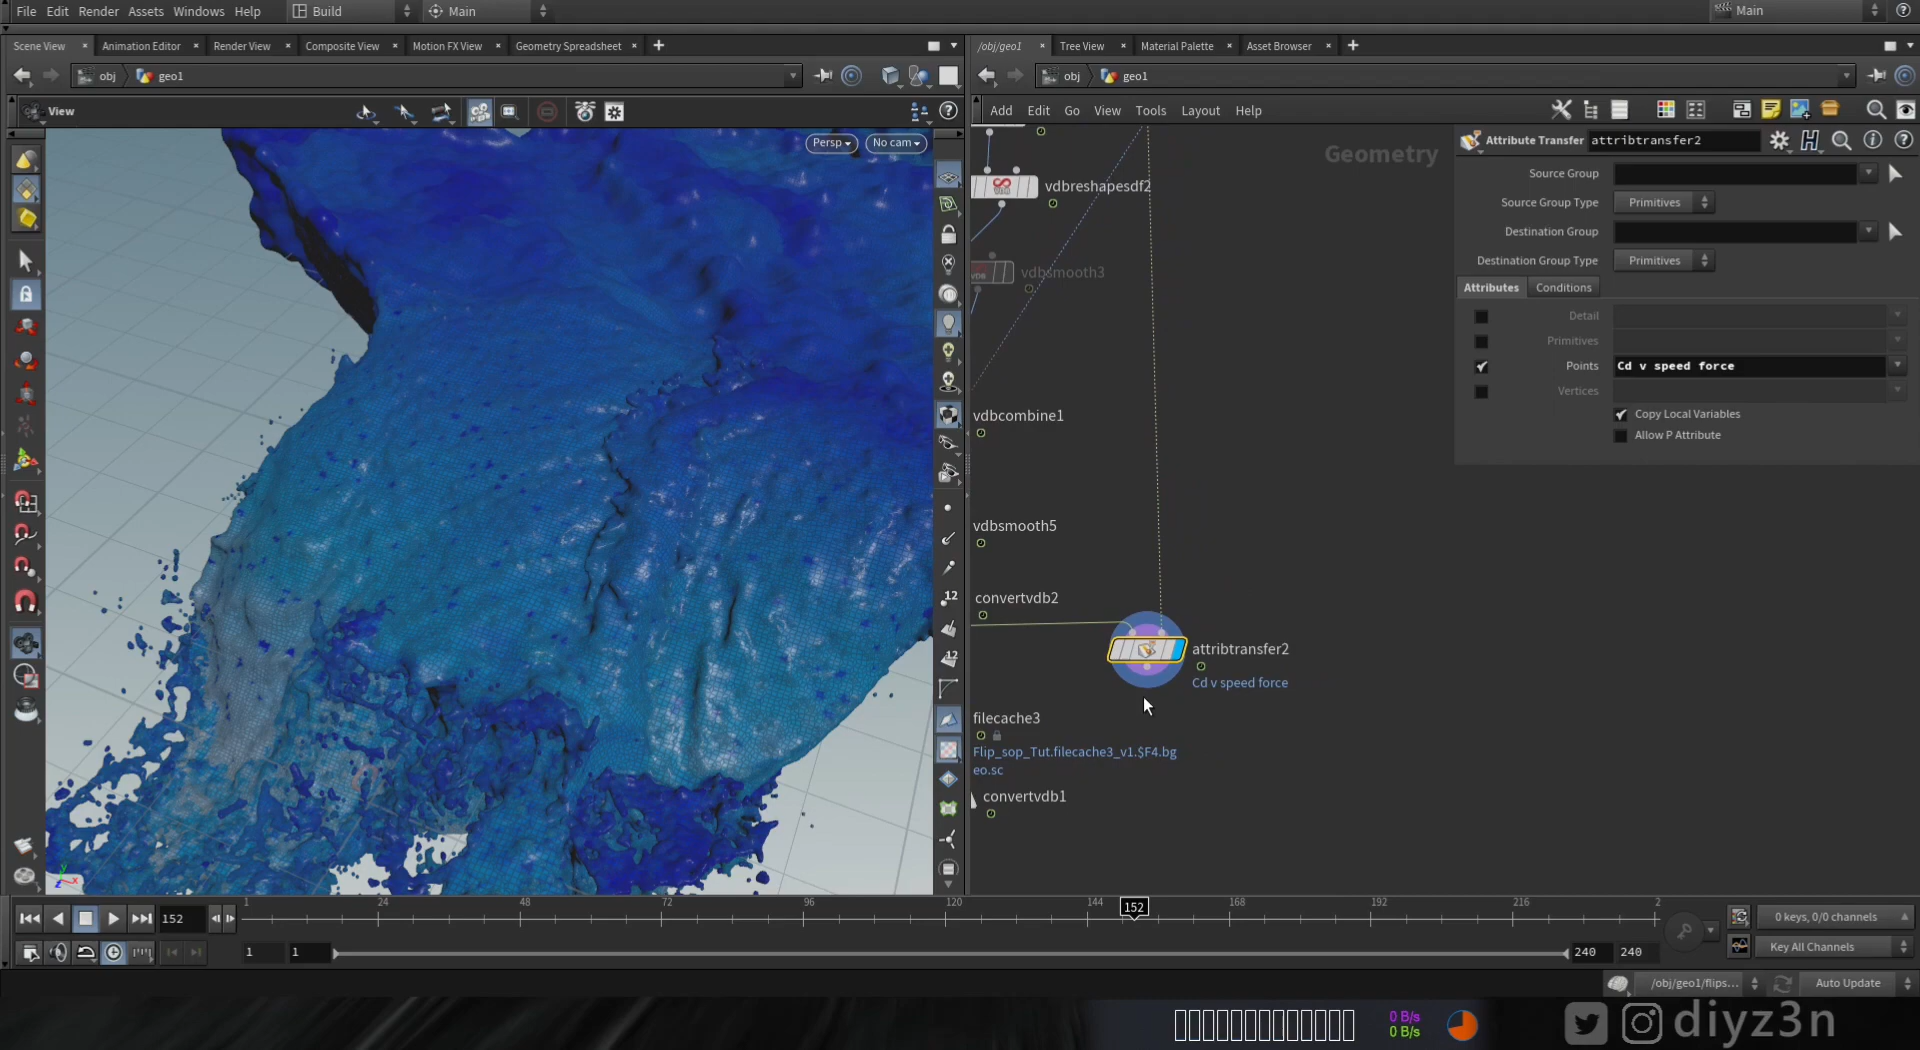 File Edit Render Assets Windows Help Build Main Main
Scene View Animation Editor Render View Composite View Motion FX View Geometry Spreadsheet
/obj/geo1 Tree View Material Palette Asset Browser
obj geo1
obj geo1
View
Add Edit Go View Tools Layout Help
Persp No cam
Geometry
Attribute Transfer attribtransfer2
Source Group
Source Group Type Primitives
Destination Group
Destination Group Type Primitives
Attributes Conditions
Detail
Primitives
Points Cd v speed force
Vertices
Copy Local Variables
Allow P Attribute
vdbreshapesdf2
vdbsmooth3
vdbcombine1
vdbsmooth5
convertvdb2
attribtransfer2
Cd v speed force
filecache3
Flip_sop_Tut.filecache3_v1.$F4.bg
eo.sc
convertvdb1
12
12
152
1 24 48 72 96 120 144 152 168 192 216 2
0 keys, 0/0 channels
1 1 240 240
Key All Channels
/obj/geo1/flips... Auto Update
0 B/s
0 B/s
diyz3n